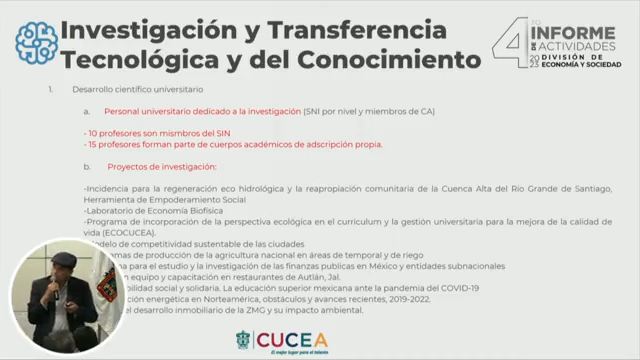 Investigación y Transferencia
Tecnológica y del Conocimiento
4 TO
INFORME
DE ACTIVIDADES
2023 DIVISIÓN DE
ECONOMÍA Y SOCIEDAD
1. Desarrollo científico universitario
a. Personal universitario dedicado a la investigación (SNI por nivel y miembros de CA)
- 10 profesores son mismbros del SIN
- 15 profesores forman parte de cuerpos académicos de adscripción propia.
b. Proyectos de investigación:
-Incidencia para la regeneración eco hidrológica y la reapropiación comunitaria de la Cuenca Alta del Río Grande de Santiago,
Herramienta de Empoderamiento Social
-Laboratorio de Economía Biofísica
-Programa de incorporación de la perspectiva ecológica en el curriculum y la gestión universitaria para la mejora de la calidad de
vida (ECOCUCEA).
odelo de competitividad sustentable de las ciudades
mas de producción de la agricultura nacional en áreas de temporal y de riego
ma para el estudio y la investigación de las finanzas publicas en México y entidades subnacionales
en equipo y capacitación en restaurantes de Autlán, Jal.
bilidad social y solidaria. La educación superior mexicana ante la pandemia del COVID-19
ción energética en Norteamérica, obstáculos y avances recientes, 2019-2022.
el desarrollo inmobiliario de la ZMG y su impacto ambiental.
CUCEA
El mejor lugar para el talento